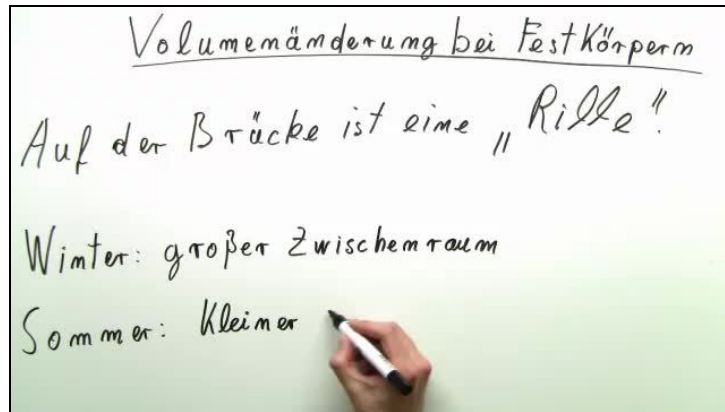 Volumenänderung bei Festkörpern
Auf der Brücke ist eine „Rille".
Winter: großer Zwischenraum
Sommer: Kleiner